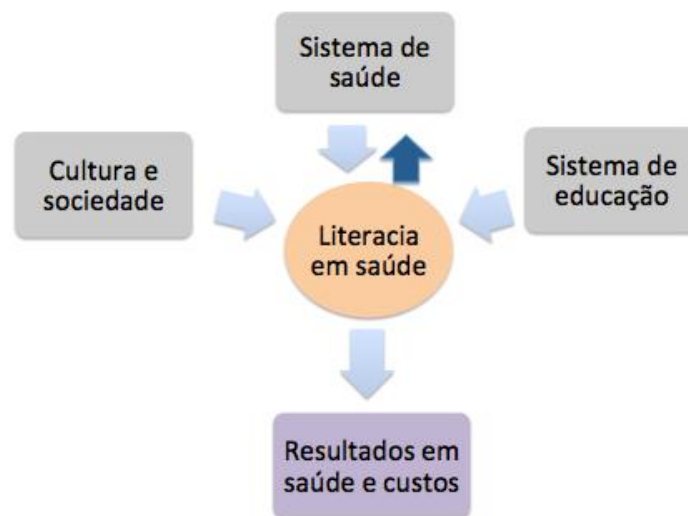 Sistema de
saúde
Cultura e
sociedade
Sistema de
educação
Literacia
em saúde
Resultados em
saúde e custos